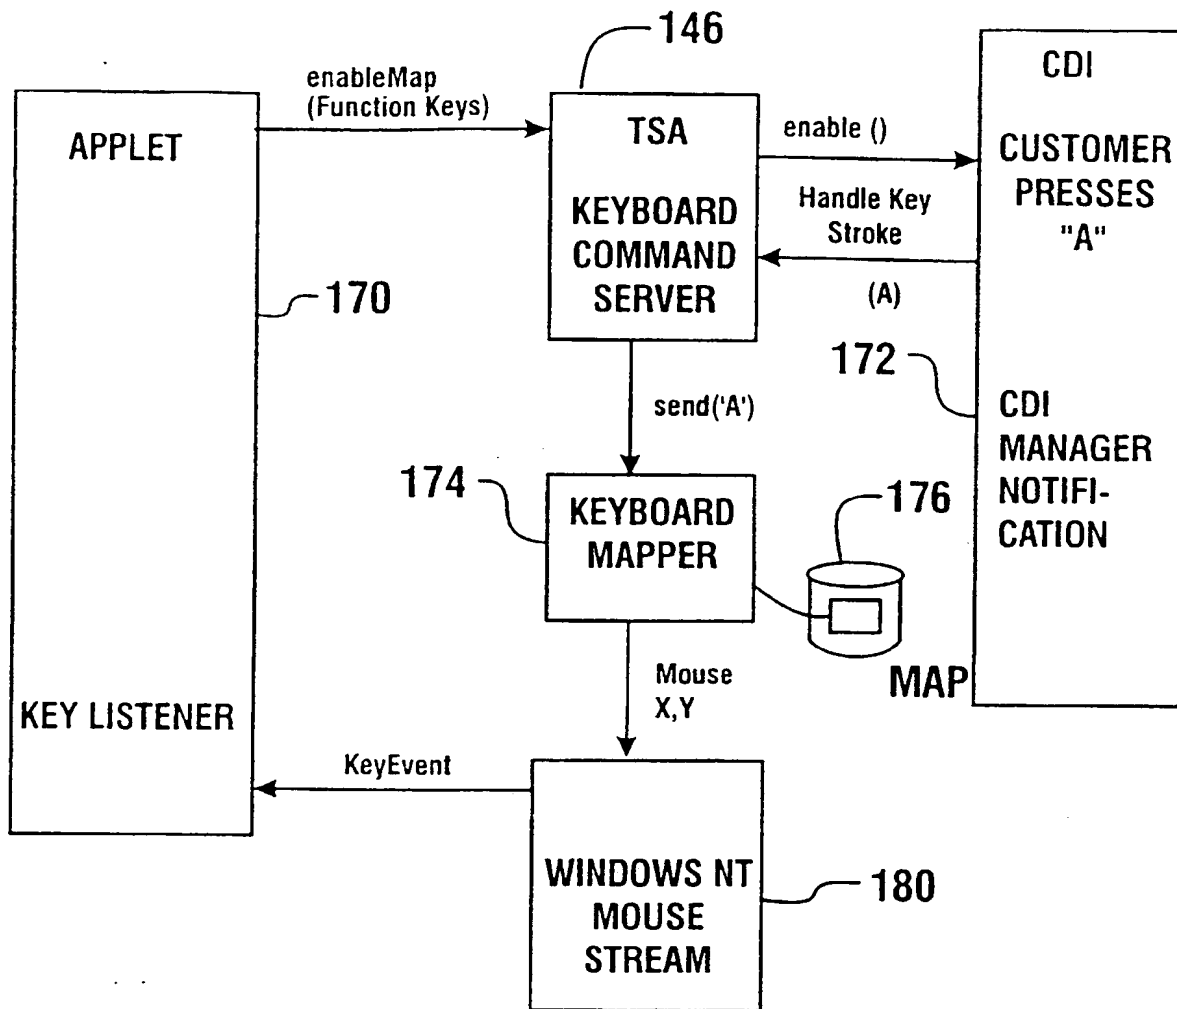 146
CDI
enableMap
(Function Keys)
APPLET
TSA
enable ()
CUSTOMER
PRESSES
"A"
KEYBOARD
COMMAND
SERVER
Handle Key
Stroke
(A)
170
172
send('A')
CDI
MANAGER
NOTIFI-
CATION
174
KEYBOARD
MAPPER
176
MAP
Mouse
X,Y
KEY LISTENER
KeyEvent
WINDOWS NT
MOUSE
STREAM
180